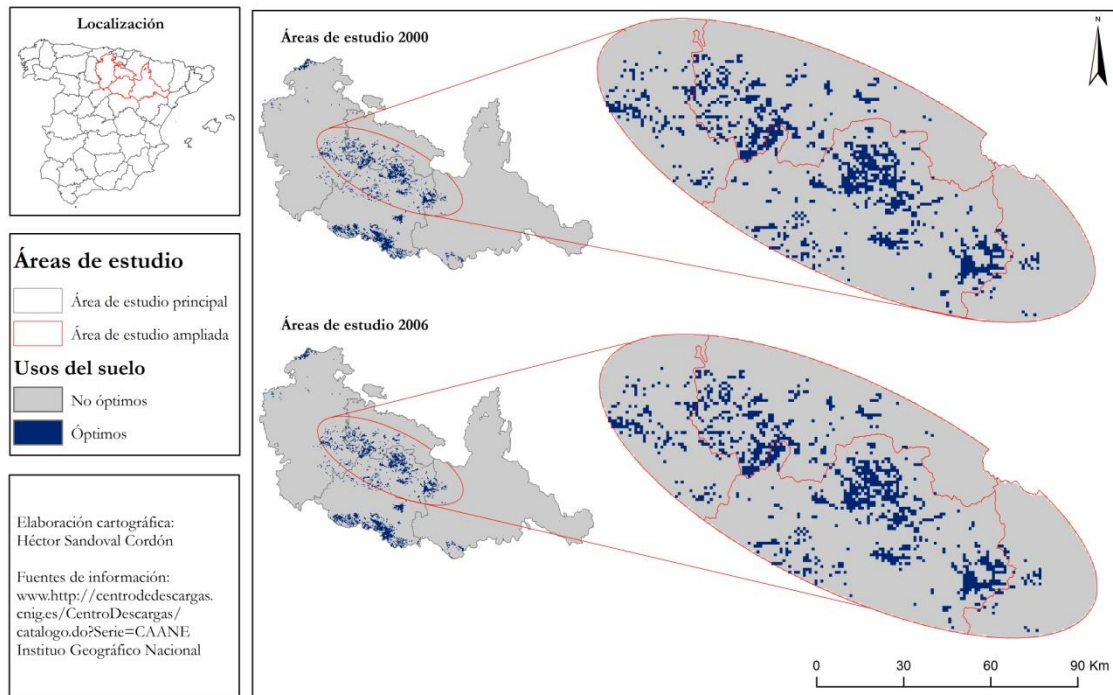 Localización
Áreas de estudio
Área de estudio principal
Área de estudio ampliada
Usos del suelo
No óptimos
Óptimos
Elaboración cartográfica:
Héctor Sandoval Cordón
Fuentes de información:
www.http://centrodedescargas.
cnig.es/CentroDescargas/
catalogo.do?Serie=CAANE
Instituo Geográfico Nacional
Áreas de estudio 2000
N
Áreas de estudio 2006
0 30 60 90 Km